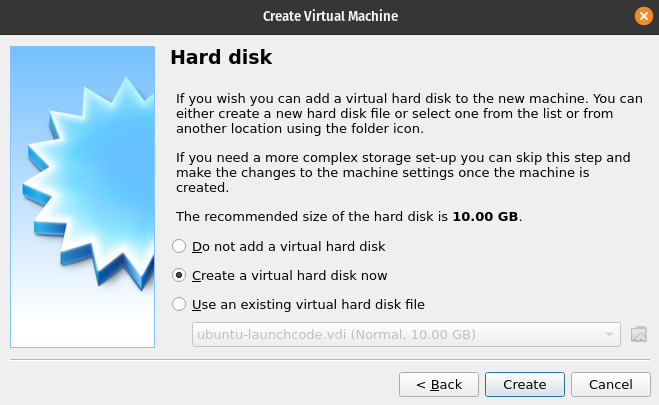 Create Virtual Machine
Hard disk
If you wish you can add a virtual hard disk to the new machine. You can
either create a new hard disk file or select one from the list or from
another location using the folder icon.
If you need a more complex storage set-up you can skip this step and
make the changes to the machine settings once the machine is
created.
The recommended size of the hard disk is 10.00 GB.
Do not add a virtual hard disk
Create a virtual hard disk now
Use an existing virtual hard disk file
ubuntu-launchcode.vdi (Normal, 10.00 GB)
< Back
Create
Cancel